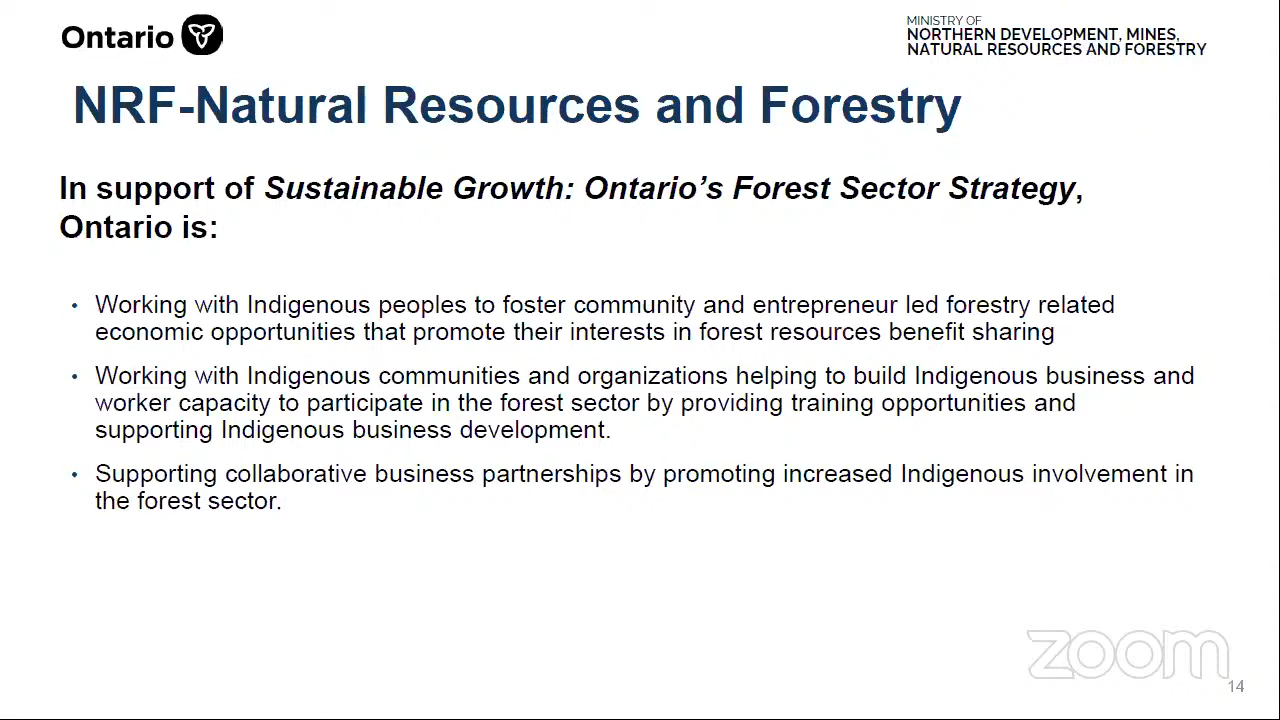 Ontario
MINISTRY OF
NORTHERN DEVELOPMENT, MINES,
NATURAL RESOURCES AND FORESTRY
NRF-Natural Resources and Forestry
In support of Sustainable Growth: Ontario’s Forest Sector Strategy,
Ontario is:
• Working with Indigenous peoples to foster community and entrepreneur led forestry related
economic opportunities that promote their interests in forest resources benefit sharing
• Working with Indigenous communities and organizations helping to build Indigenous business and
worker capacity to participate in the forest sector by providing training opportunities and
supporting Indigenous business development.
• Supporting collaborative business partnerships by promoting increased Indigenous involvement in
the forest sector.
zoom
14